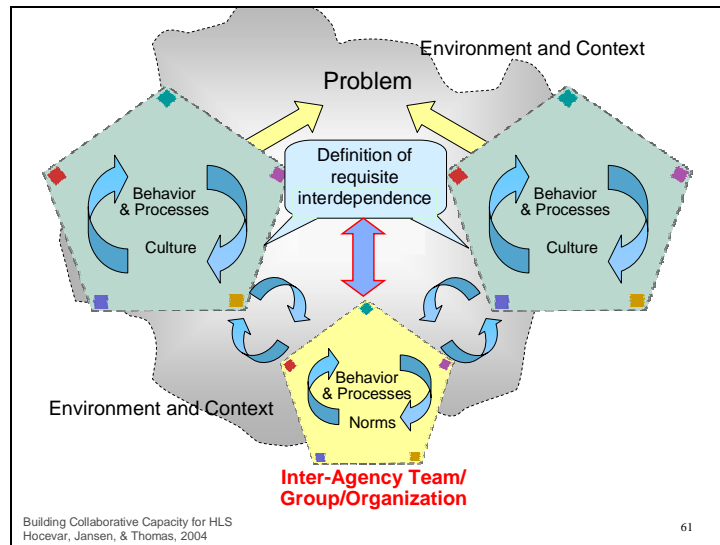 Environment and Context
Problem
Definition of
requisite
interdependence
Behavior
& Processes
Culture
Behavior
& Processes
Culture
Behavior
& Processes
Norms
Environment and Context
Inter-Agency Team/
Group/Organization
Building Collaborative Capacity for HLS
Hocevar, Jansen, & Thomas, 2004
61